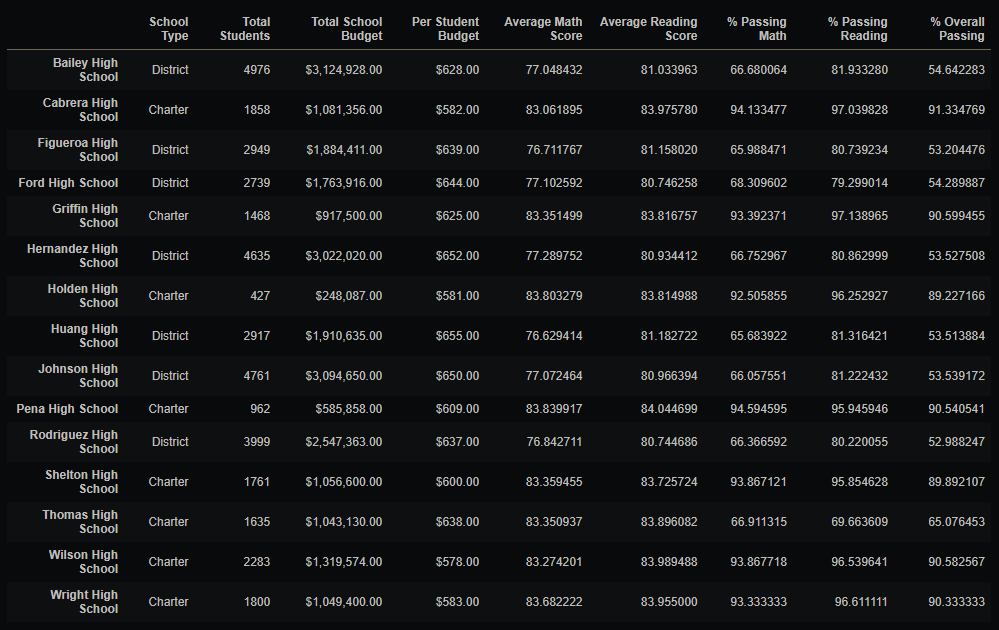 School Type Total Students Total School Budget Per Student Budget Average Math Score Average Reading Score % Passing Math % Passing Reading % Overall Passing
Bailey High School District 4976 $3,124,928.00 $628.00 77.048432 81.033963 66.680064 81.933280 54.642283
Cabrera High School Charter 1858 $1,081,356.00 $582.00 83.061895 83.975780 94.133477 97.039828 91.334769
Figueroa High School District 2949 $1,884,411.00 $639.00 76.711767 81.158020 65.988471 80.739234 53.204476
Ford High School District 2739 $1,763,916.00 $644.00 77.102592 80.746258 68.309602 79.299014 54.289887
Griffin High School Charter 1468 $917,500.00 $625.00 83.351499 83.816757 93.392371 97.138965 90.599455
Hernandez High School District 4635 $3,022,020.00 $652.00 77.289752 80.934412 66.752967 80.862999 53.527508
Holden High School Charter 427 $248,087.00 $581.00 83.803279 83.814988 92.505855 96.252927 89.227166
Huang High School District 2917 $1,910,635.00 $655.00 76.629414 81.182722 65.683922 81.316421 53.513884
Johnson High School District 4761 $3,094,650.00 $650.00 77.072464 80.966394 66.057551 81.222432 53.539172
Pena High School Charter 962 $585,858.00 $609.00 83.839917 84.044699 94.594595 95.945946 90.540541
Rodriguez High School District 3999 $2,547,363.00 $637.00 76.842711 80.744686 66.366592 80.220055 52.988247
Shelton High School Charter 1761 $1,056,600.00 $600.00 83.359455 83.725724 93.867121 95.854628 89.892107
Thomas High School Charter 1635 $1,043,130.00 $638.00 83.350937 83.896082 66.911315 69.663609 65.076453
Wilson High School Charter 2283 $1,319,574.00 $578.00 83.274201 83.989488 93.867718 96.539641 90.582567
Wright High School Charter 1800 $1,049,400.00 $583.00 83.682222 83.955000 93.333333 96.611111 90.333333